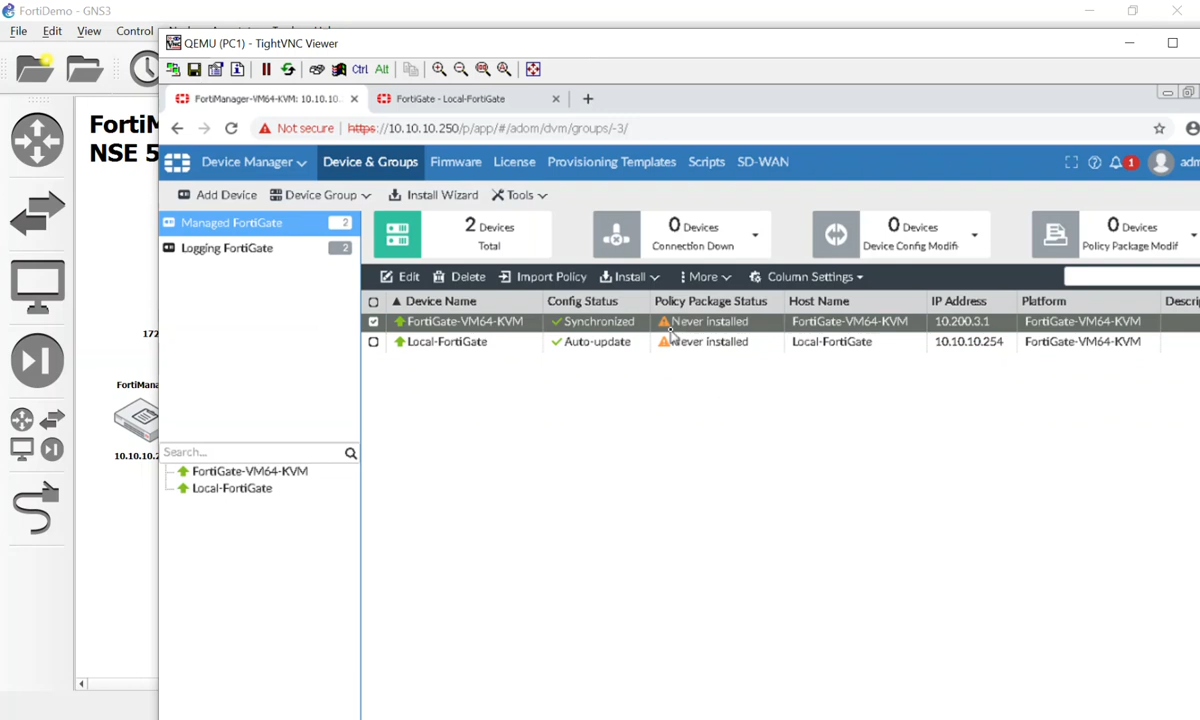 FortiDemo - GNS3
File Edit View Control
QEMU (PC1) - TightVNC Viewer
Ctrl Alt
FortiManager-VM64-KVM: 10.10.10. FortiGate - Local-FortiGate
Not secure https://10.10.10.250/p/app/#/adom/dvm/groups/-3/
Device Manager Device & Groups Firmware License Provisioning Templates Scripts SD-WAN 1 adm
Add Device Device Group Install Wizard Tools
Managed FortiGate 2
Logging FortiGate 2
2 Devices
Total
0 Devices
Connection Down
0 Devices
Device Config Modifi
0 Devices
Policy Package Modif
Edit Delete Import Policy Install More Column Settings
Device Name Config Status Policy Package Status Host Name IP Address Platform Descri
FortiGate-VM64-KVM Synchronized Never installed FortiGate-VM64-KVM 10.200.3.1 FortiGate-VM64-KVM
Local-FortiGate Auto-update Never installed Local-FortiGate 10.10.10.254 FortiGate-VM64-KVM
Search...
FortiGate-VM64-KVM
Local-FortiGate
FortiM
NSE 5
172
FortiMana
10.10.10.2